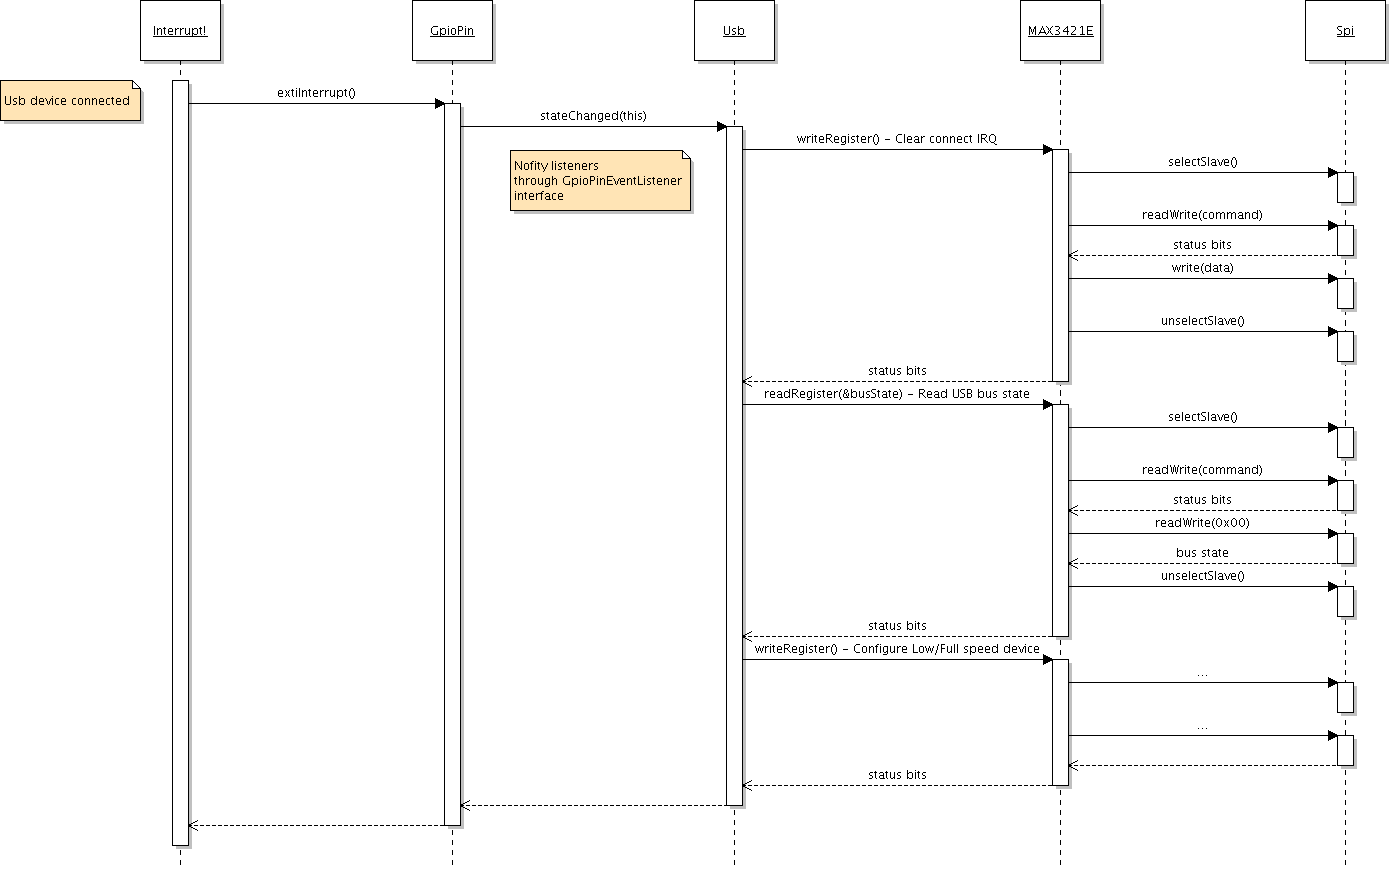 Interrupt!
GpioPin
Usb
MAX3421E
Spi
Usb device connected
extiInterrupt()
stateChanged(this)
writeRegister() - Clear connect IRQ
Nofity listeners
through GpioPinEventListener
interface
selectSlave()
readWrite(command)
status bits
write(data)
unselectSlave()
status bits
readRegister(&busState) - Read USB bus state
selectSlave()
readWrite(command)
status bits
readWrite(0x00)
bus state
unselectSlave()
status bits
writeRegister() - Configure Low/Full speed device
...
...
status bits